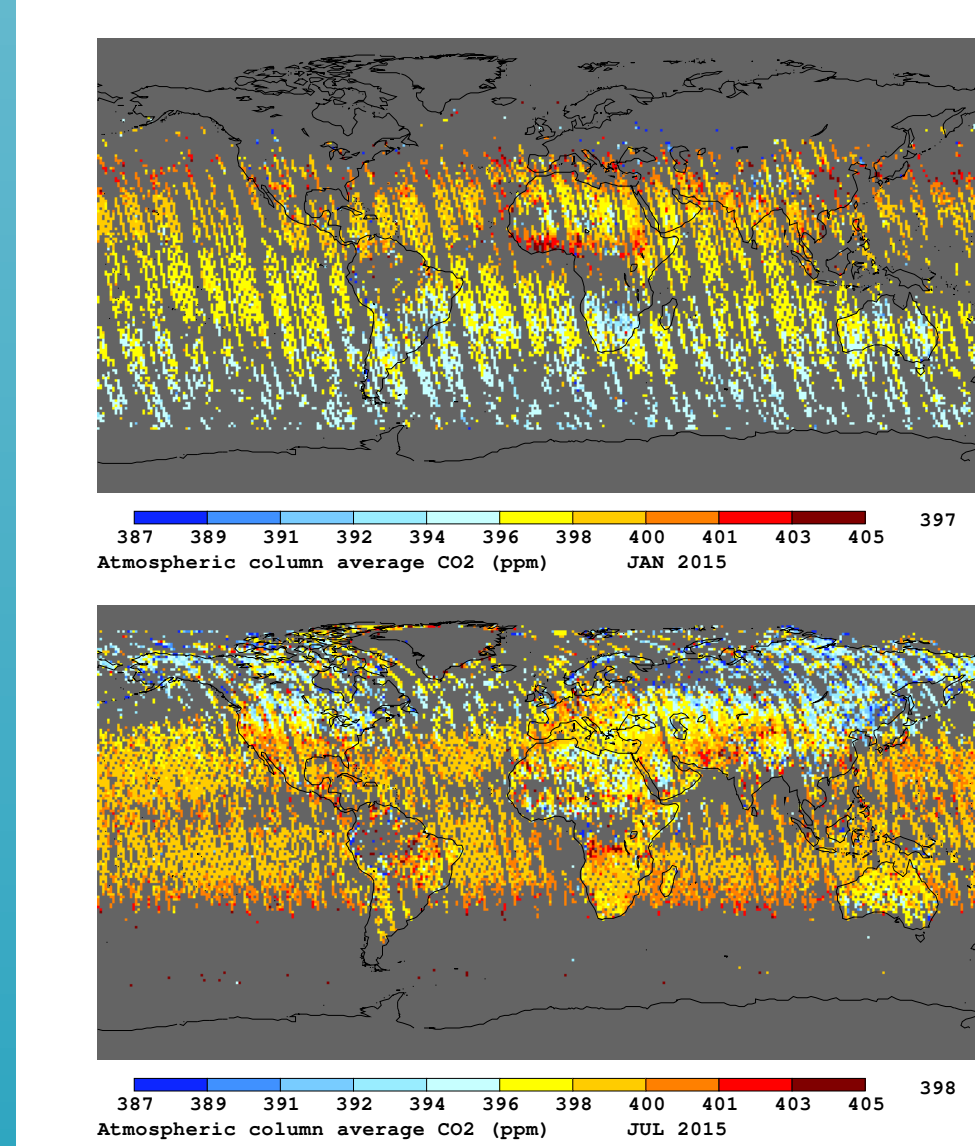 387 389 391 392 394 396 398 400 401 403 405 397
Atmospheric column average CO2 (ppm) JAN 2015
387 389 391 392 394 396 398 400 401 403 405 398
Atmospheric column average CO2 (ppm) JUL 2015